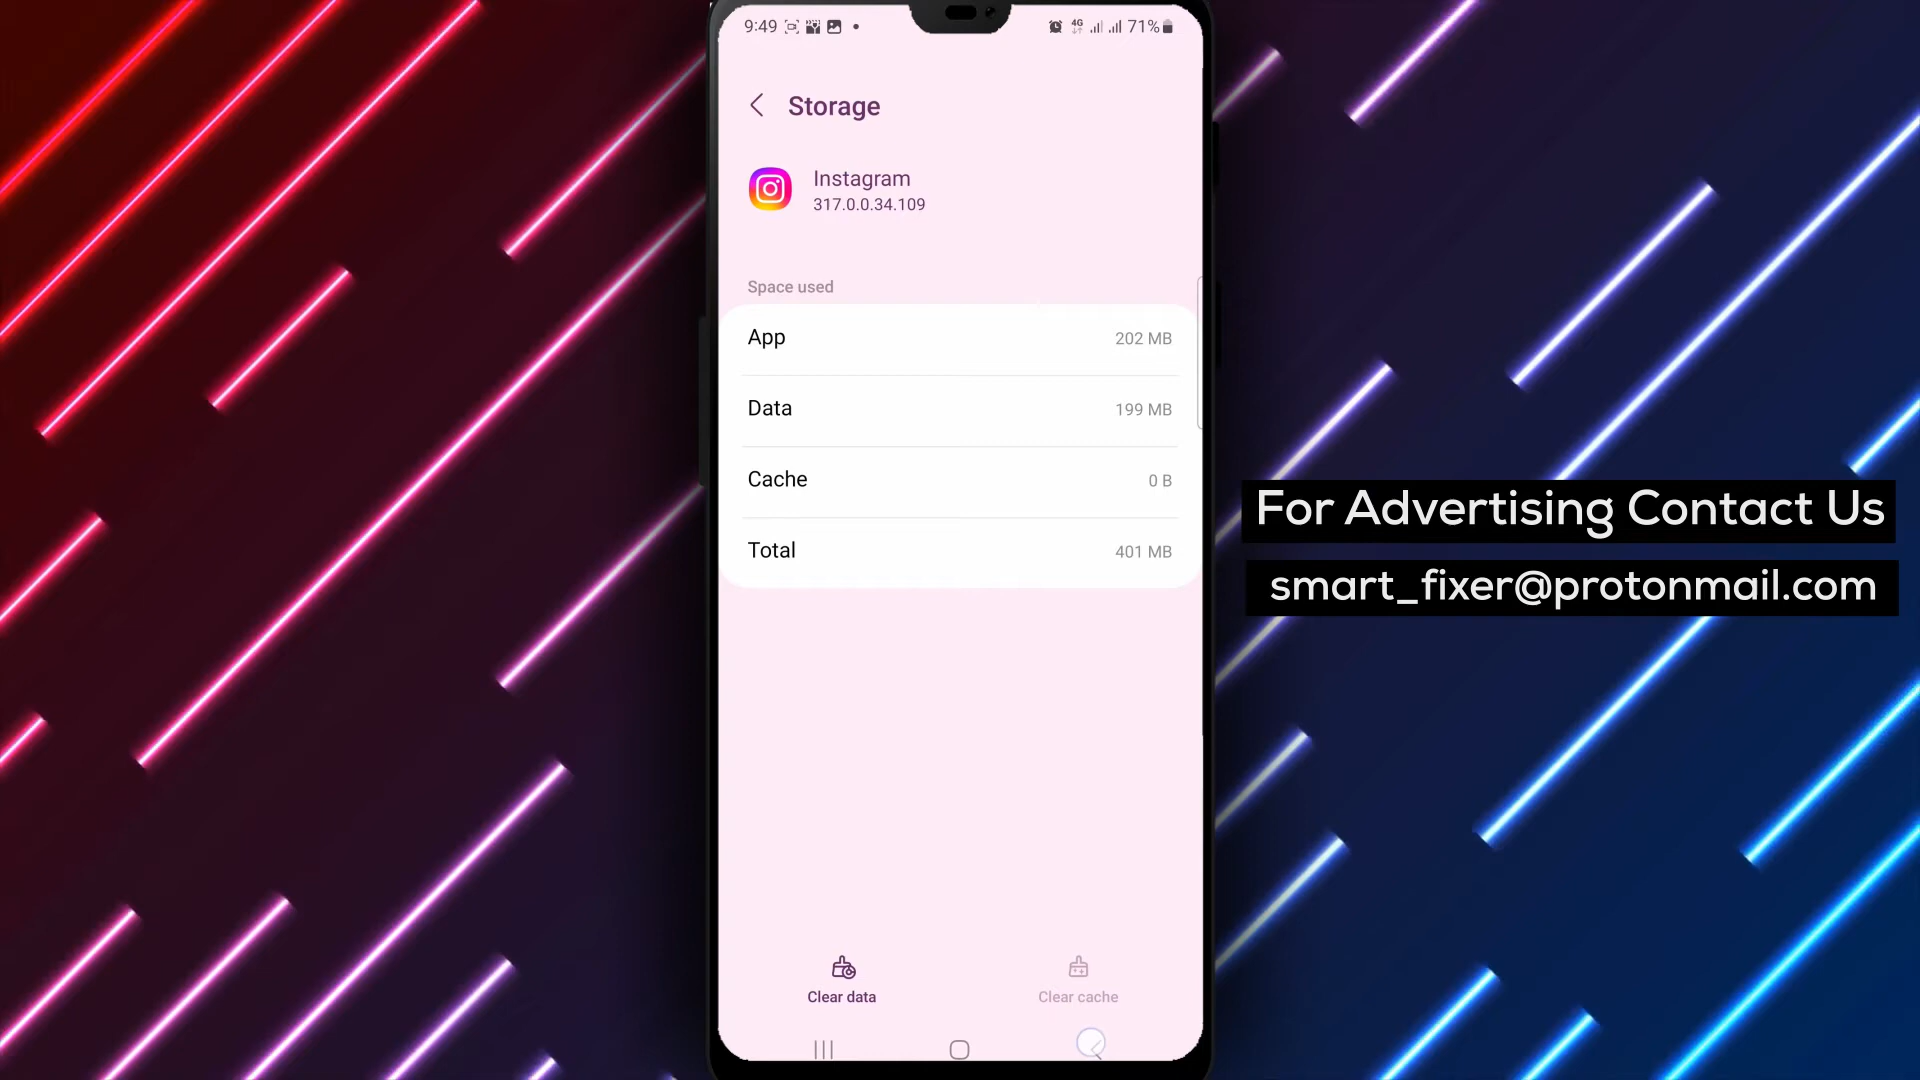 9:49
4G
71%
Storage
Instagram
317.0.0.34.109
Space used
App 202 MB
Data 199 MB
Cache 0 B
Total 401 MB
For Advertising Contact Us
smart_fixer@protonmail.com
Clear data
Clear cache